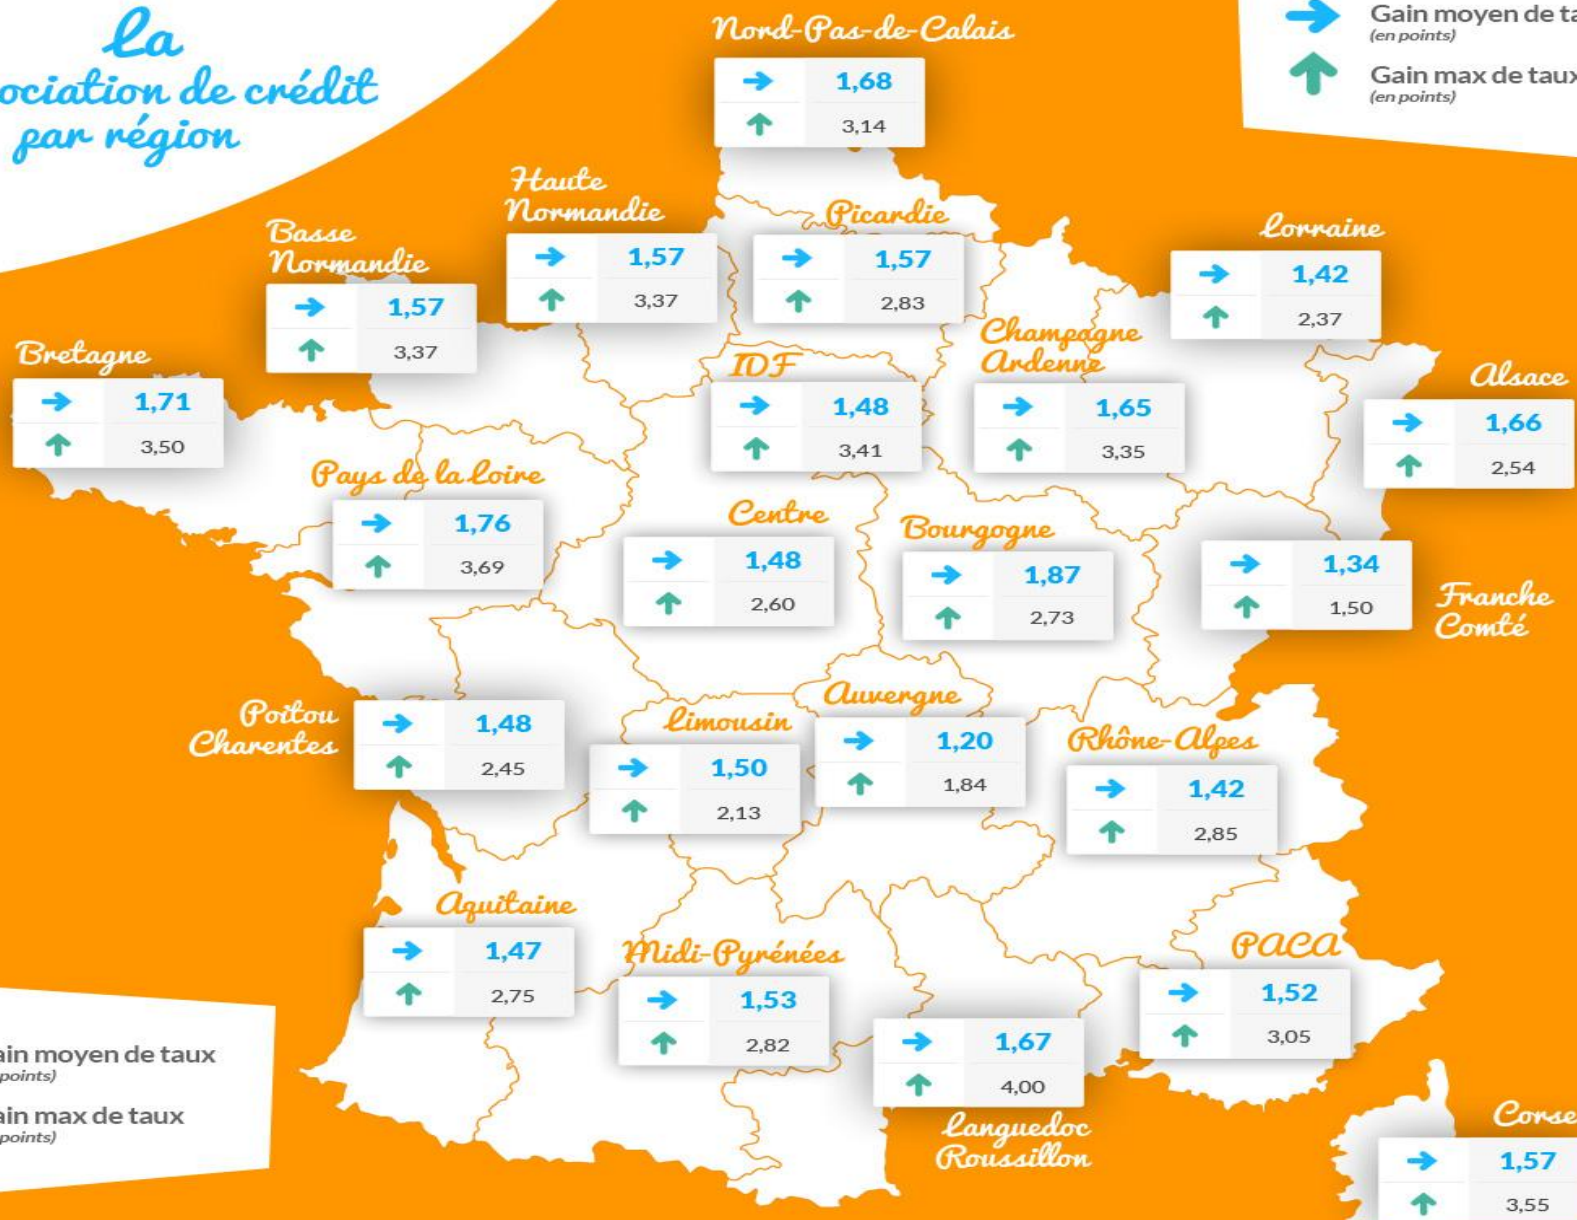 La
ociation de crédit
par région
Gain moyen de ta
(en points)
Gain max de taux
(en points)
Nord-Pas-de-Calais
1,68
3,14
Haute
Normandie
1,57
3,37
Picardie
1,57
2,83
Basse
Normandie
1,57
3,37
Lorraine
1,42
2,37
Bretagne
1,71
3,50
IDF
1,48
3,41
Champagne
Ardenne
1,65
3,35
Alsace
1,66
2,54
Pays de la Loire
1,76
3,69
Centre
1,48
2,60
Bourgogne
1,87
2,73
1,34
1,50
Franche
Comté
Poitou
Charentes
1,48
2,45
Limousin
1,50
2,13
Auvergne
1,20
1,84
Rhône-Alpes
1,42
2,85
Aquitaine
1,47
2,75
Midi-Pyrénées
1,53
2,82
PACA
1,52
3,05
1,67
4,00
Languedoc
Roussillon
ain moyen de taux
points)
ain max de taux
points)
Corse
1,57
3,55